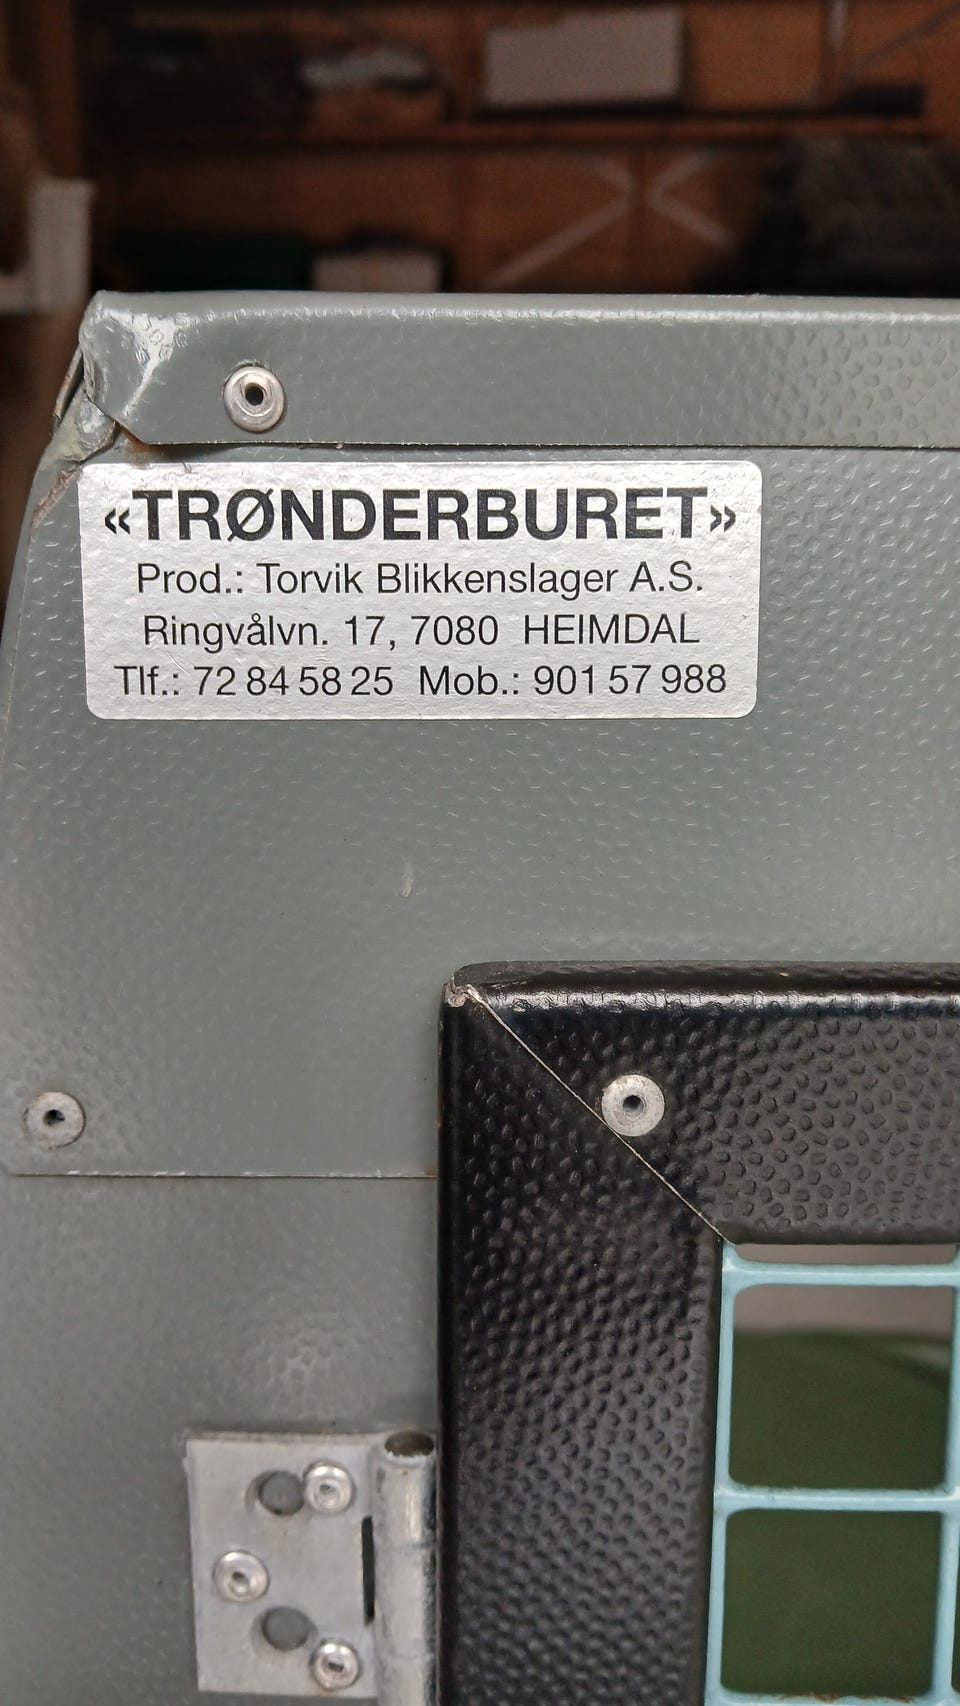 «TRØNDERBURET»
Prod.: Torvik Blikkenslager A.S.
Ringvålvn. 17, 7080 HEIMDAL
Tlf.: 72 84 58 25 Mob.: 901 57 988